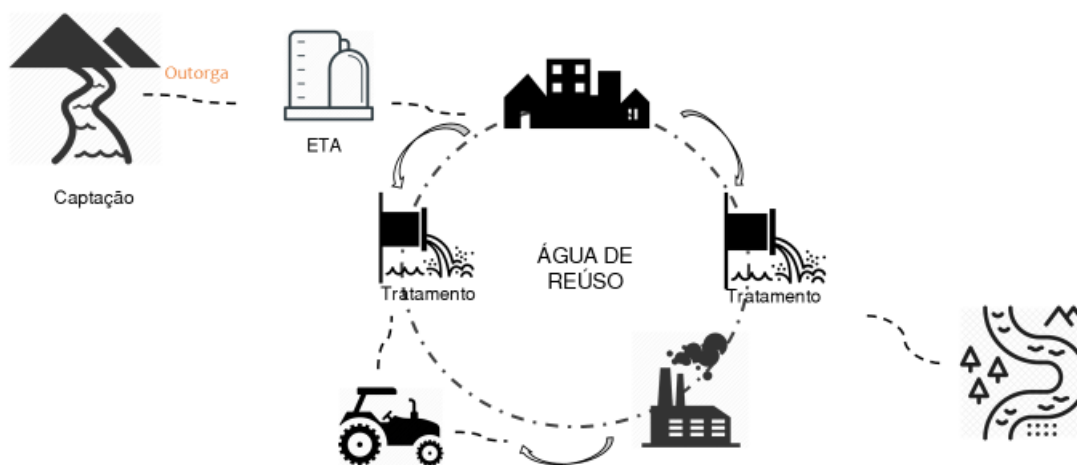 Outorga
ETA
Captação
ÁGUA DE
REÚSO
Tratamento
Tratamento